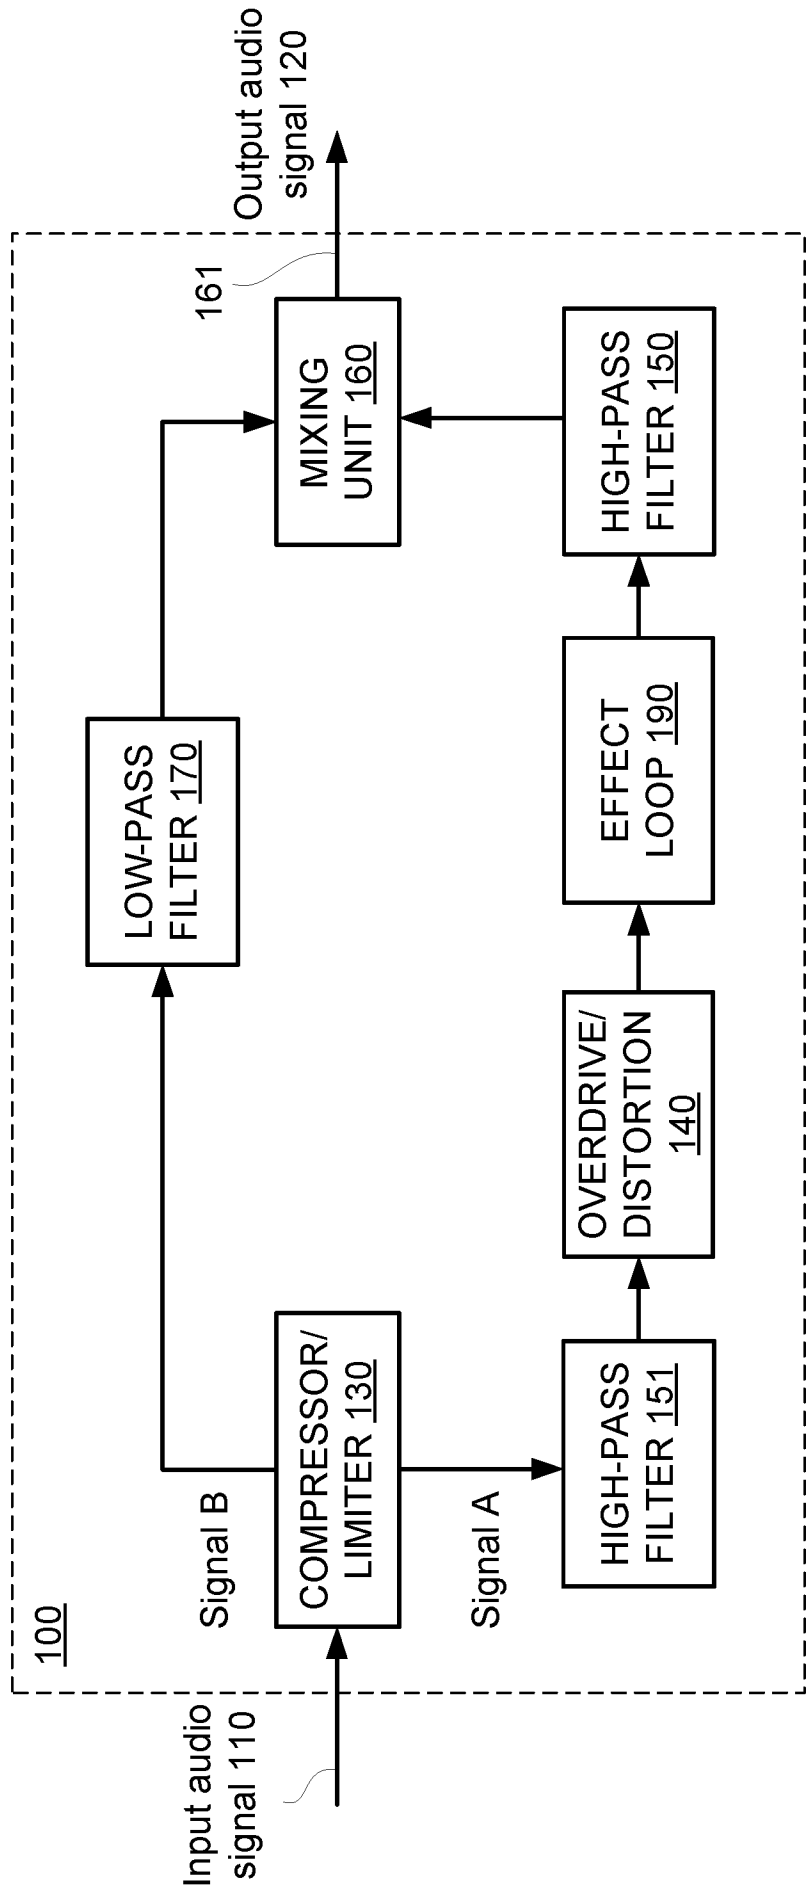 100
Input audio
signal 110
Signal B
COMPRESSOR/
LIMITER 130
Signal A
LOW-PASS
FILTER 170
HIGH-PASS
FILTER 151
OVERDRIVE/
DISTORTION
140
EFFECT
LOOP 190
HIGH-PASS
FILTER 150
MIXING
UNIT 160
161
Output audio
signal 120